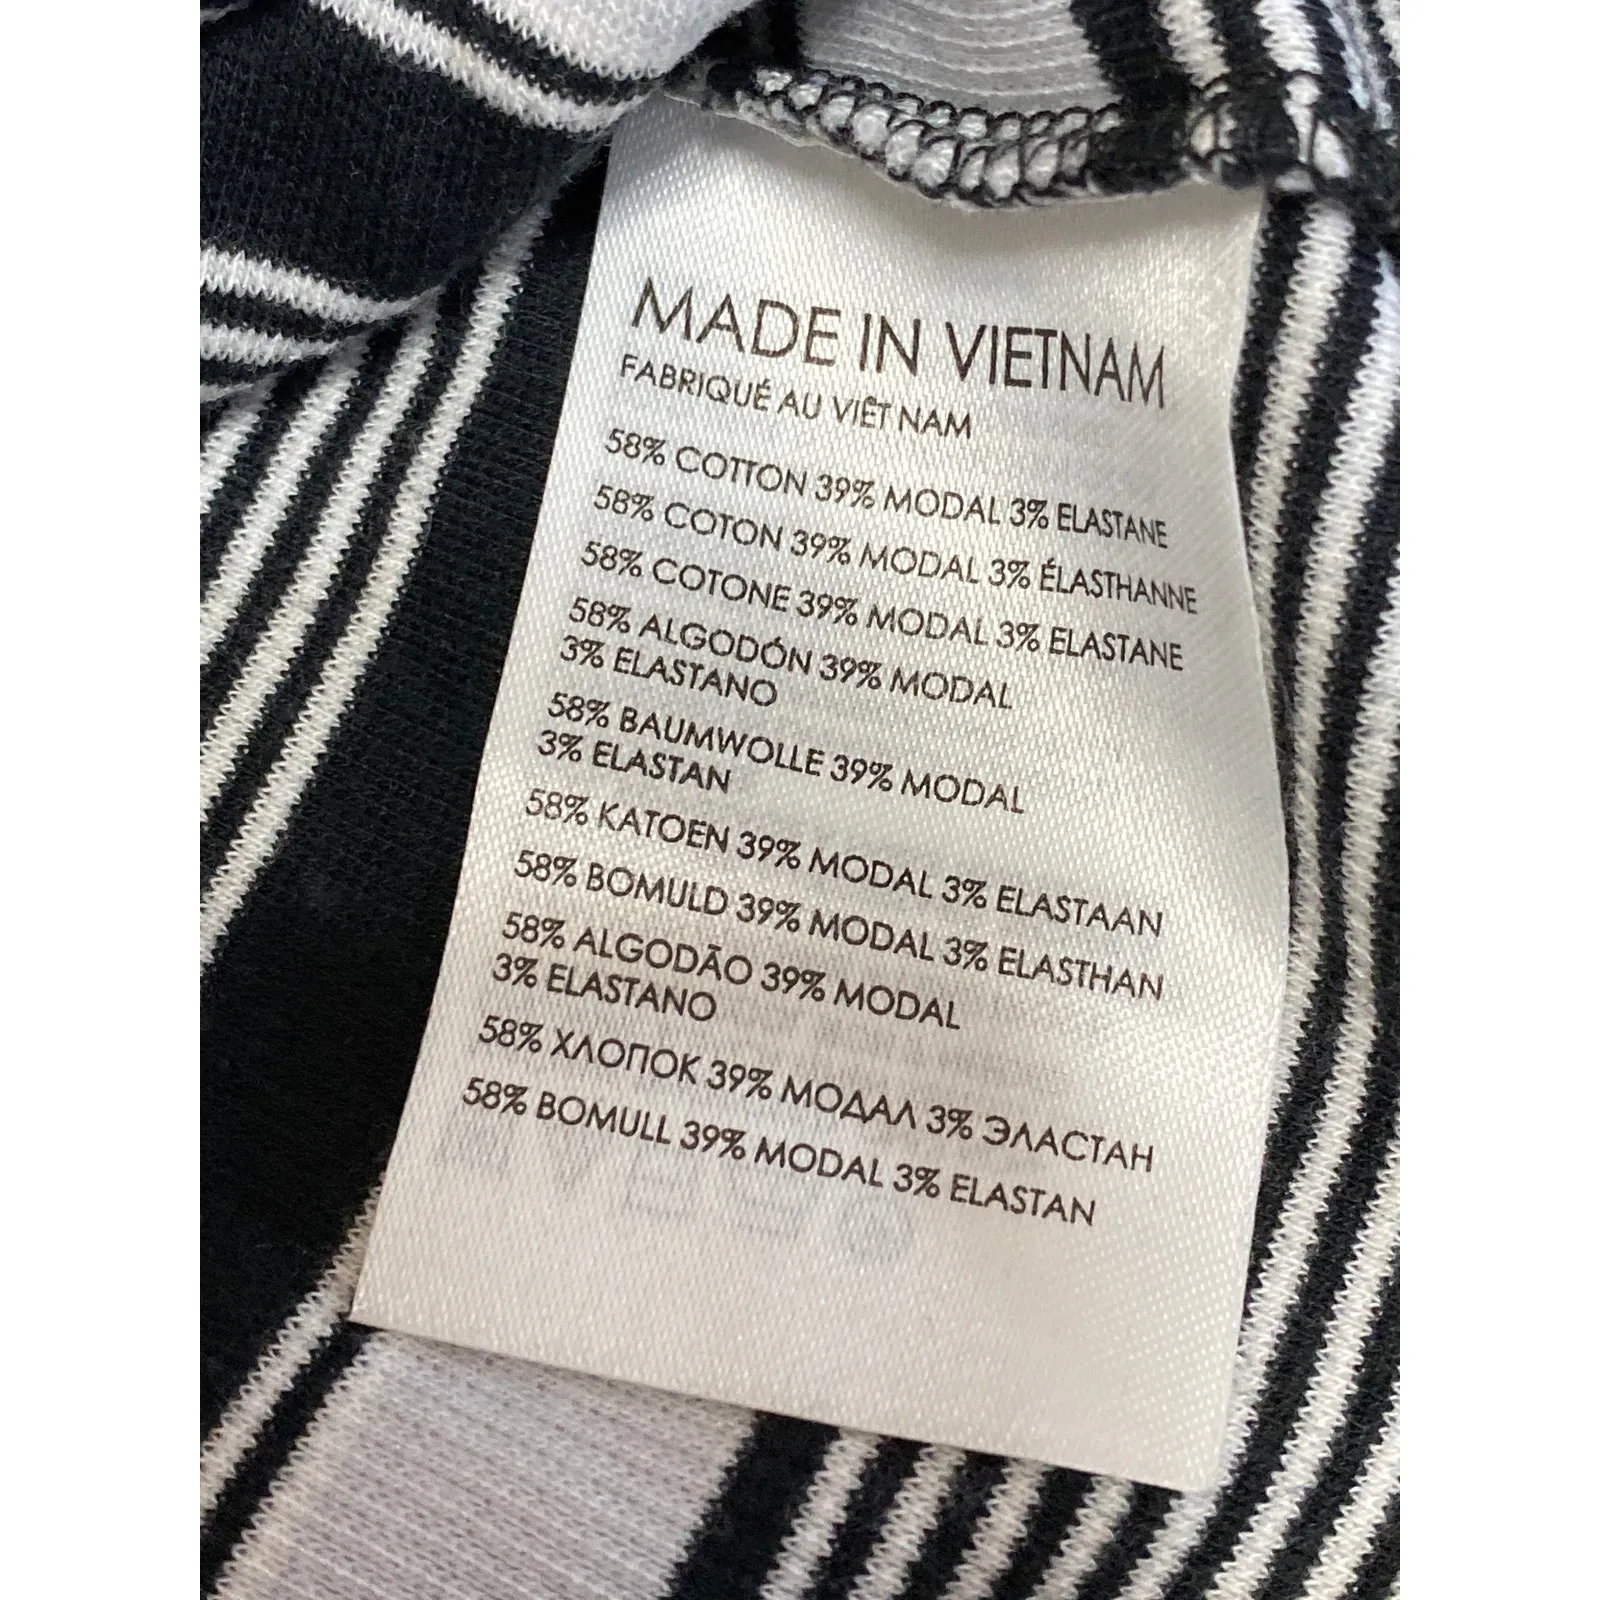 MADE IN VIETNAM
FABRIQUÉ AU VIÊT NAM
58% COTTON 39% MODAL 3% ELASTANE
58% COTON 39% MODAL 3% ÉLASTHANNE
58% COTONE 39% MODAL 3% ELASTANE
58% ALGODÓN 39% MODAL
3% ELASTANO
58% BAUMWOLLE 39% MODAL
3% ELASTAN
58% KATOEN 39% MODAL 3% ELASTAAN
58% BOMULD 39% MODAL 3% ELASTHAN
58% ALGODÃO 39% MODAL
3% ELASTANO
58% ХЛОПОК 39% МОДАЛ 3% ЭЛАСТАН
58% BOMULL 39% MODAL 3% ELASTAN